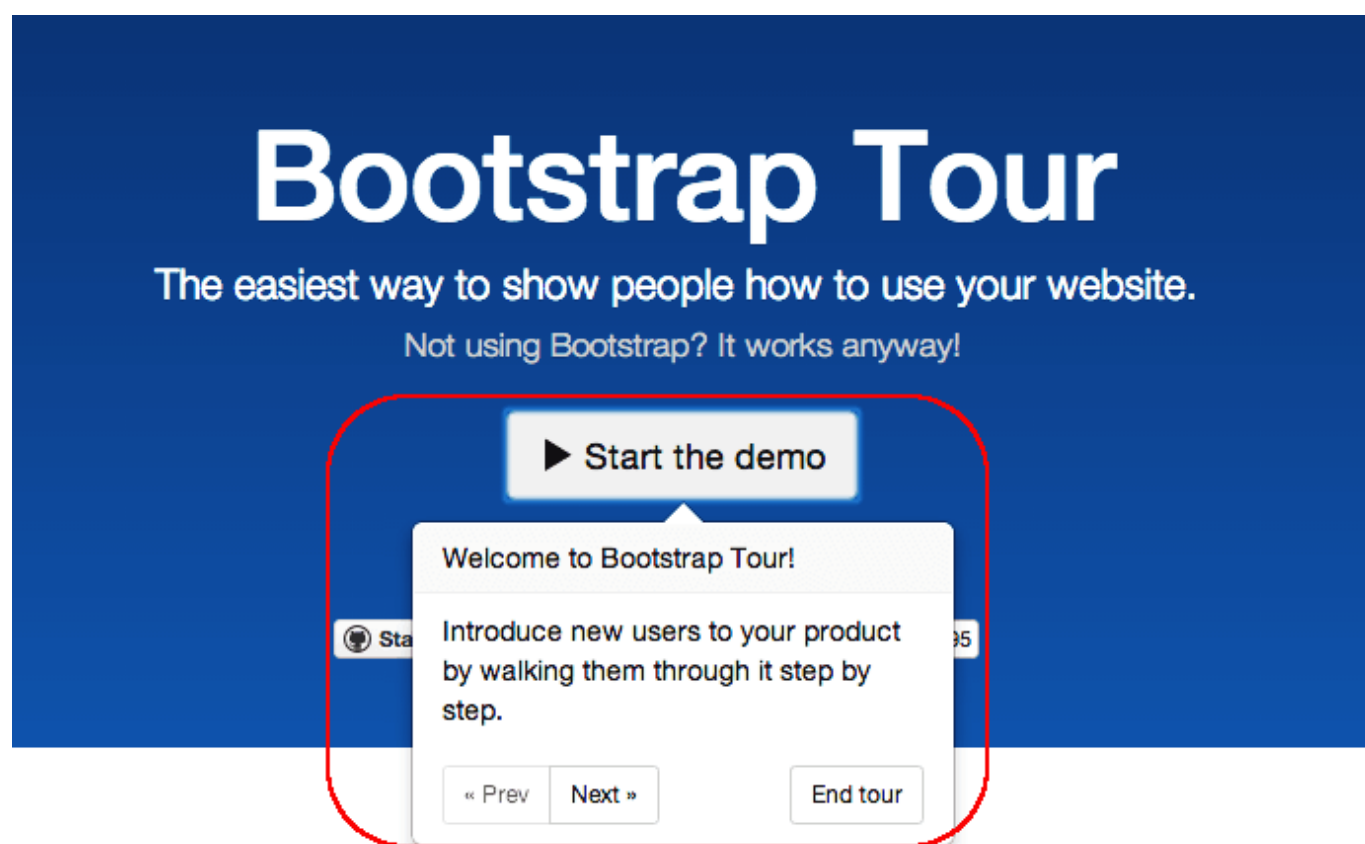 Bootstrap Tour
The easiest way to show people how to use your website.
Not using Bootstrap? It works anyway!
▶ Start the demo
Welcome to Bootstrap Tour!
Introduce new users to your product
by walking them through it step by
step.
« Prev Next » End tour